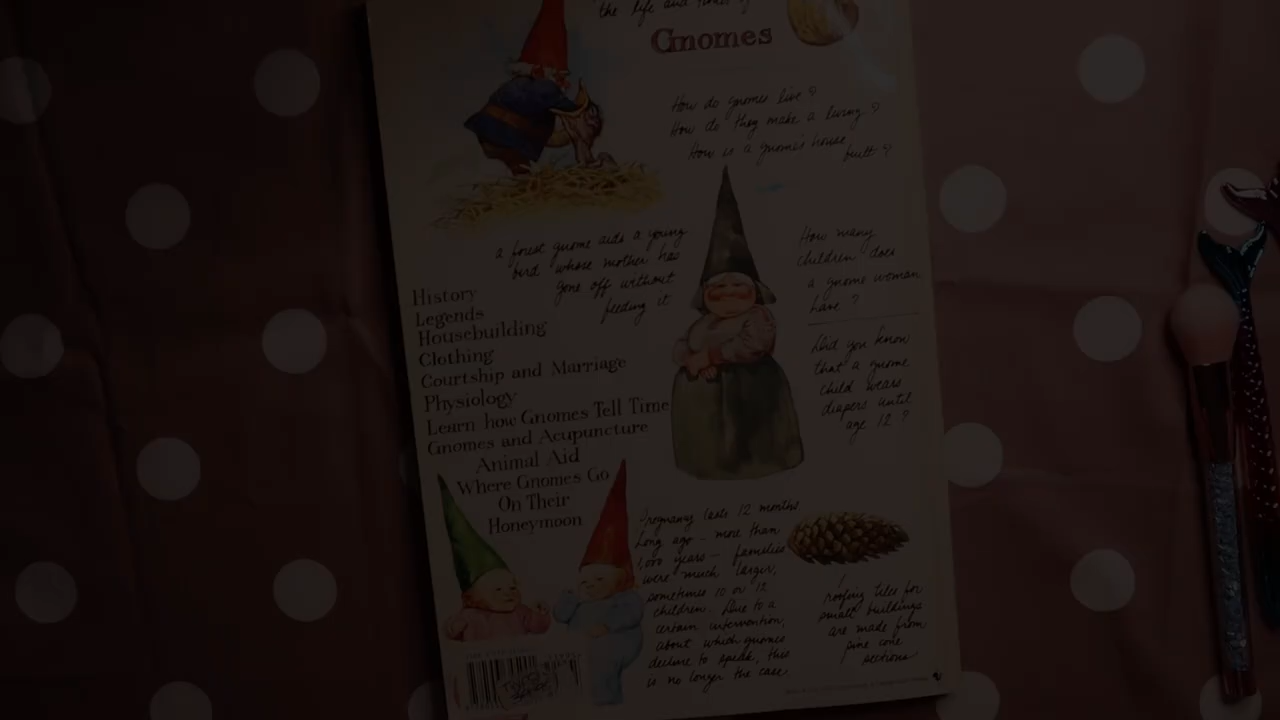 the life and times of
Gnomes
How do gnomes live?
How do they make a living?
How is a gnome's house
built?
a forest gnome aids a young
bird whose mother has
gone off without
feeding it
How many
children does
a gnome woman
have?
Did you know
that a gnome
child wears
diapers until
age 12?
History
Legends
Housebuilding
Clothing
Courtship and Marriage
Physiology
Learn how Gnomes Tell Time
Gnomes and Acupuncture
Animal Aid
Where Gnomes Go
On Their
Honeymoon
Pregnancy lasts 12 months
Long ago – more than
1,000 years – families
were much larger,
sometimes 10 or 12
children. Due to a
certain intervention,
about which gnomes
decline to speak, this
is no longer the case
roofing tiles for
small buildings
are made from
pine cone
sections